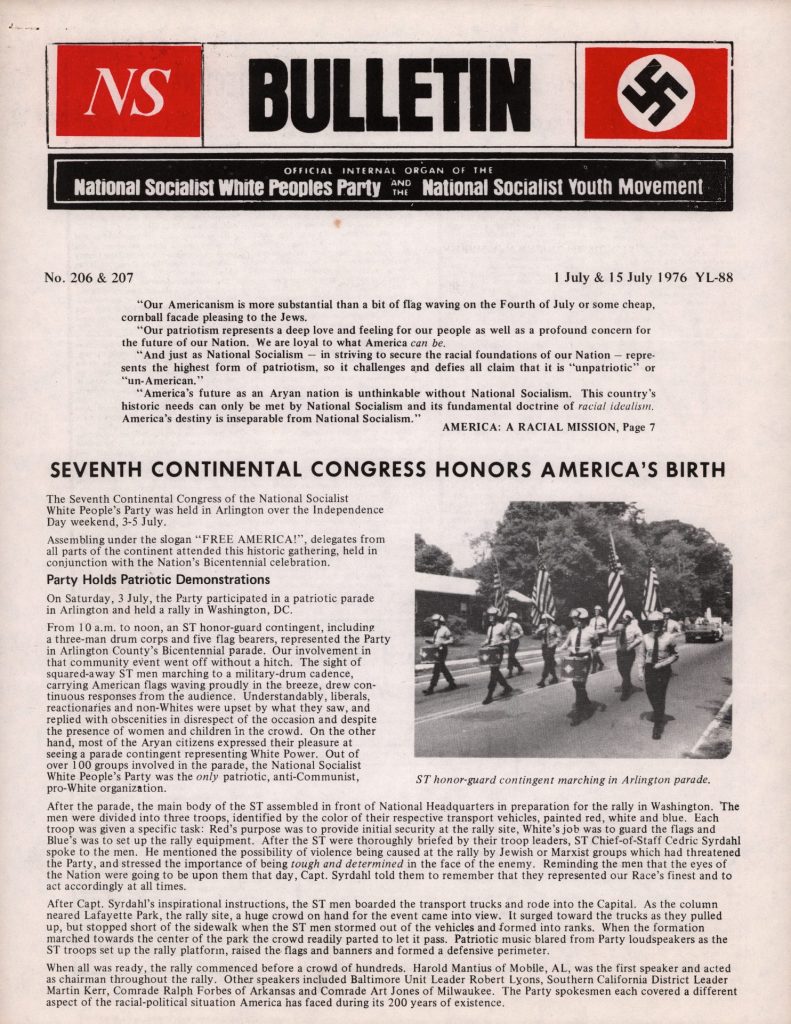 NS
BULLETIN
OFFICIAL INTERNAL ORGAN OF THE
National Socialist White Peoples Party AND THE National Socialist Youth Movement
No. 206 & 207
1 July & 15 July 1976 YL-88
"Our Americanism is more substantial than a bit of flag waving on the Fourth of July or some cheap,
cornball facade pleasing to the Jews.
"Our patriotism represents a deep love and feeling for our people as well as a profound concern for
the future of our Nation. We are loyal to what America can be.
"And just as National Socialism — in striving to secure the racial foundations of our Nation — repre-
sents the highest form of patriotism, so it challenges and defies all claim that it is "unpatriotic" or
"un-American."
"America's future as an Aryan nation is unthinkable without National Socialism. This country's
historic needs can only be met by National Socialism and its fundamental doctrine of racial idealism.
America's destiny is inseparable from National Socialism."
AMERICA: A RACIAL MISSION, Page 7
SEVENTH CONTINENTAL CONGRESS HONORS AMERICA'S BIRTH
The Seventh Continental Congress of the National Socialist
White People's Party was held in Arlington over the Independence
Day weekend, 3-5 July.
Assembling under the slogan "FREE AMERICA!", delegates from
all parts of the continent attended this historic gathering, held in
conjunction with the Nation's Bicentennial celebration.
Party Holds Patriotic Demonstrations
On Saturday, 3 July, the Party participated in a patriotic parade
in Arlington and held a rally in Washington, DC.
From 10 a.m. to noon, an ST honor-guard contingent, including
a three-man drum corps and five flag bearers, represented the Party
in Arlington County's Bicentennial parade. Our involvement in
that community event went off without a hitch. The sight of
squared-away ST men marching to a military-drum cadence,
carrying American flags waving proudly in the breeze, drew con-
tinuous responses from the audience. Understandably, liberals,
reactionaries and non-Whites were upset by what they saw, and
replied with obscenities in disrespect of the occasion and despite
the presence of women and children in the crowd. On the other
hand, most of the Aryan citizens expressed their pleasure at
seeing a parade contingent representing White Power. Out of
over 100 groups involved in the parade, the National Socialist
White People's Party was the only patriotic, anti-Communist,
pro-White organization.
ST honor-guard contingent marching in Arlington parade.
After the parade, the main body of the ST assembled in front of National Headquarters in preparation for the rally in Washington. The
men were divided into three troops, identified by the color of their respective transport vehicles, painted red, white and blue. Each
troop was given a specific task: Red's purpose was to provide initial security at the rally site, White's job was to guard the flags and
Blue's was to set up the rally equipment. After the ST were thoroughly briefed by their troop leaders, ST Chief-of-Staff Cedric Syrdahl
spoke to the men. He mentioned the possibility of violence being caused at the rally by Jewish or Marxist groups which had threatened
the Party, and stressed the importance of being tough and determined in the face of the enemy. Reminding the men that the eyes of
the Nation were going to be upon them that day, Capt. Syrdahl told them to remember that they represented our Race's finest and to
act accordingly at all times.
After Capt. Syrdahl's inspirational instructions, the ST men boarded the transport trucks and rode into the Capital. As the column
neared Lafayette Park, the rally site, a huge crowd on hand for the event came into view. It surged toward the trucks as they pulled
up, but stopped short of the sidewalk when the ST men stormed out of the vehicles and formed into ranks. When the formation
marched towards the center of the park the crowd readily parted to let it pass. Patriotic music blared from Party loudspeakers as the
ST troops set up the rally platform, raised the flags and banners and formed a defensive perimeter.
When all was ready, the rally commenced before a crowd of hundreds. Harold Mantius of Mobile, AL, was the first speaker and acted
as chairman throughout the rally. Other speakers included Baltimore Unit Leader Robert Lyons, Southern California District Leader
Martin Kerr, Comrade Ralph Forbes of Arkansas and Comrade Art Jones of Milwaukee. The Party spokesmen each covered a different
aspect of the racial-political situation America has faced during its 200 years of existence.